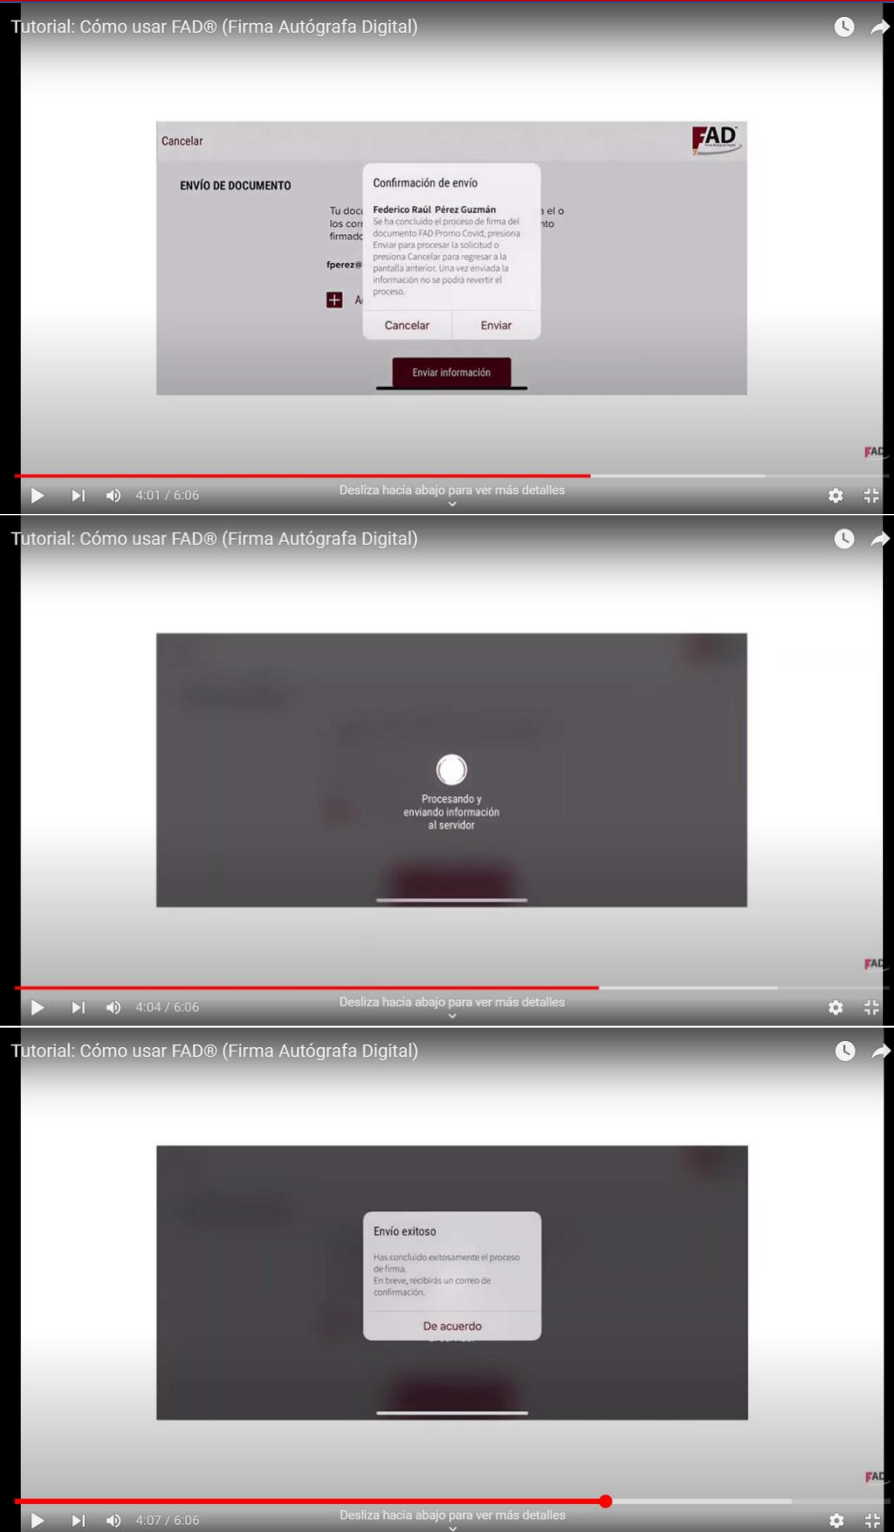 Tutorial: Cómo usar FAD® (Firma Autógrafa Digital)
Cancelar
FAD
ENVÍO DE DOCUMENTO
Confirmación de envío
Tu docu
Federico Raúl Pérez Guzmán
a el o
los corr
Se ha concluido el proceso de firma del
nto
firmado
documento FAD Promo Covid, presiona
Enviar para procesar la solicitud o
presiona Cancelar para regresar a la
fperez@
pantalla anterior. Una vez enviada la
información no se podrá revertir el
proceso.
Cancelar
Enviar
Enviar información
FAD
4:01 / 6:06
Desliza hacia abajo para ver más detalles
Tutorial: Cómo usar FAD® (Firma Autógrafa Digital)
Procesando y
enviando información
al servidor
FAD
4:04 / 6:06
Desliza hacia abajo para ver más detalles
Tutorial: Cómo usar FAD® (Firma Autógrafa Digital)
Envío exitoso
Has concluido exitosamente el proceso
de firma.
En breve, recibirás un correo de
confirmación.
De acuerdo
FAD
4:07 / 6:06
Desliza hacia abajo para ver más detalles